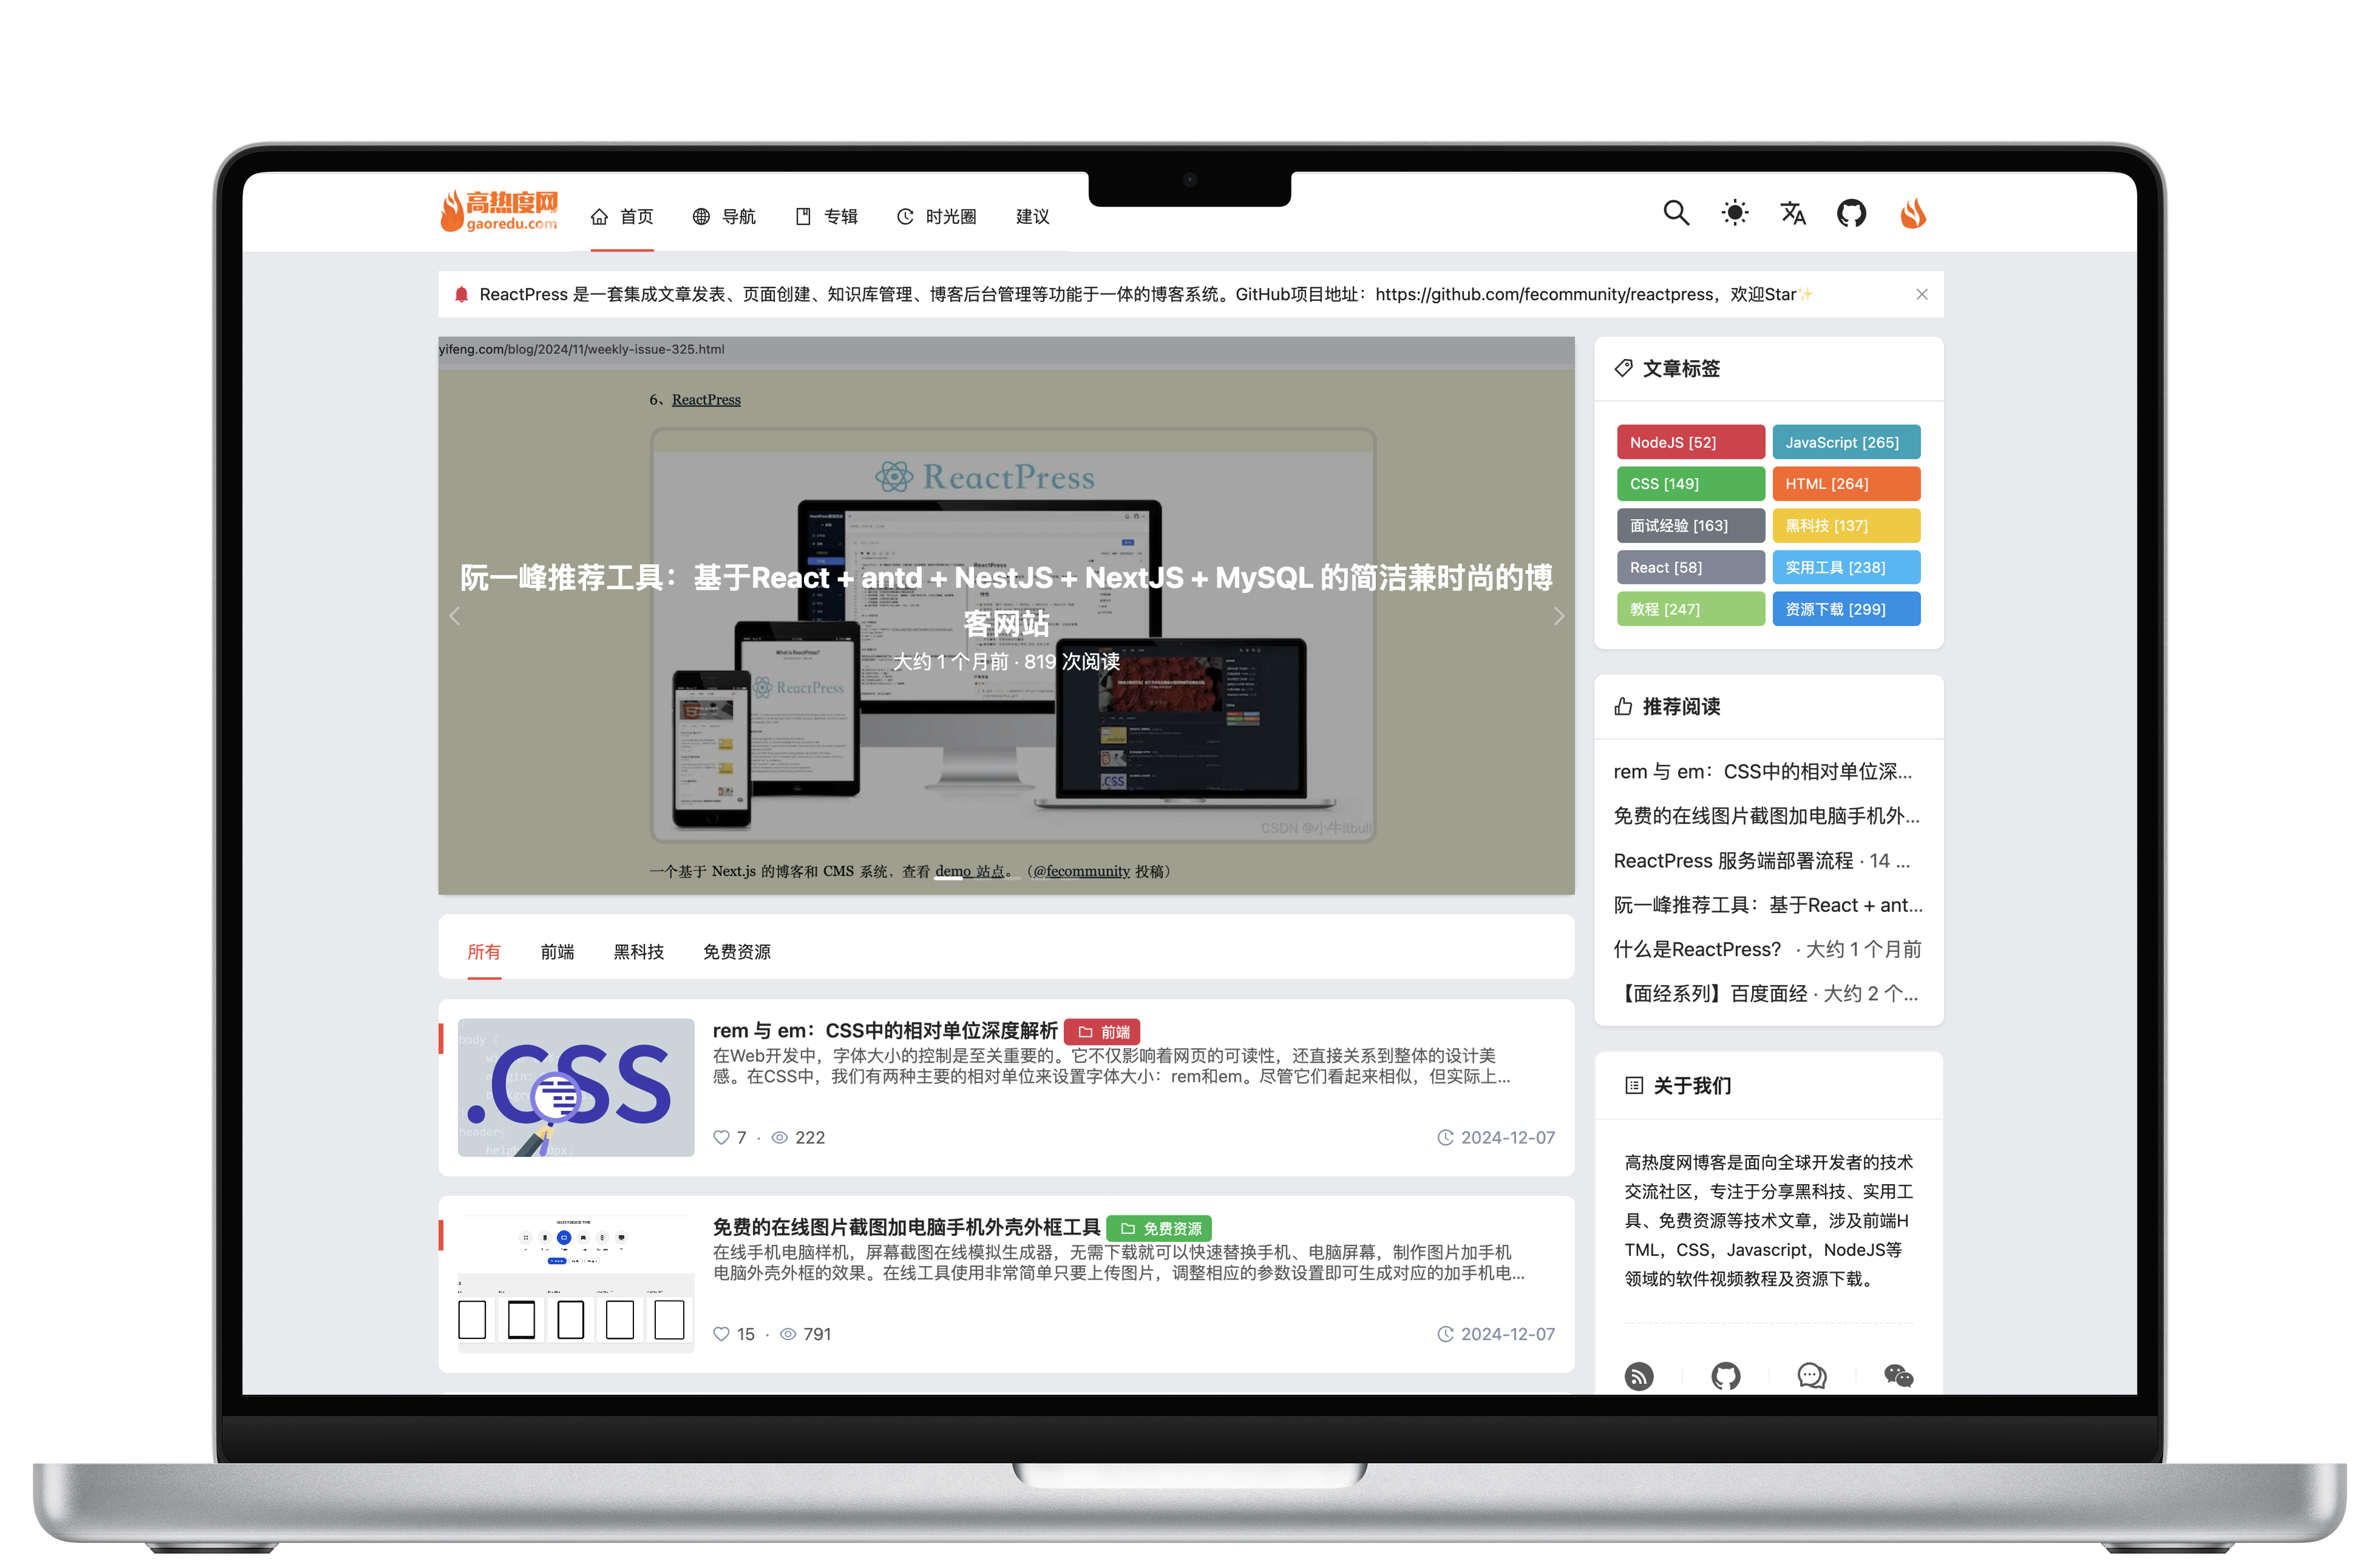 高热度网
gaoredu.com
首页
导航
专辑
时光圈
建议
ReactPress 是一套集成文章发表、页面创建、知识库管理、博客后台管理等功能于一体的博客系统。GitHub项目地址：https://github.com/fecommunity/reactpress，欢迎Star✨
yifeng.com/blog/2024/11/weekly-issue-325.html
6、ReactPress
ReactPress
阮一峰推荐工具：基于React + antd + NestJS + NextJS + MySQL 的简洁兼时尚的博
客网站
大约 1 个月前 · 819 次阅读
What is ReactPress?
ReactPress
CSDN @小牛itbull
一个基于 Next.js 的博客和 CMS 系统，查看 demo 站点。（@fecommunity 投稿）
所有
前端
黑科技
免费资源
rem 与 em：CSS中的相对单位深度解析
前端
在Web开发中，字体大小的控制是至关重要的。它不仅影响着网页的可读性，还直接关系到整体的设计美
感。在CSS中，我们有两种主要的相对单位来设置字体大小：rem和em。尽管它们看起来相似，但实际上...
.CSS
7 · 222
2024-12-07
免费的在线图片截图加电脑手机外壳外框工具
免费资源
在线手机电脑样机，屏幕截图在线模拟生成器，无需下载就可以快速替换手机、电脑屏幕，制作图片加手机
电脑外壳外框的效果。在线工具使用非常简单只要上传图片，调整相应的参数设置即可生成对应的加手机电...
15 · 791
2024-12-07
文章标签
NodeJS [52]
JavaScript [265]
CSS [149]
HTML [264]
面试经验 [163]
黑科技 [137]
React [58]
实用工具 [238]
教程 [247]
资源下载 [299]
推荐阅读
rem 与 em：CSS中的相对单位深...
免费的在线图片截图加电脑手机外...
ReactPress 服务端部署流程 · 14 ...
阮一峰推荐工具：基于React + ant...
什么是ReactPress？ · 大约 1 个月前
【面经系列】百度面经 · 大约 2 个...
关于我们
高热度网博客是面向全球开发者的技术
交流社区，专注于分享黑科技、实用工
具、免费资源等技术文章，涉及前端H
TML，CSS，Javascript，NodeJS等
领域的软件视频教程及资源下载。